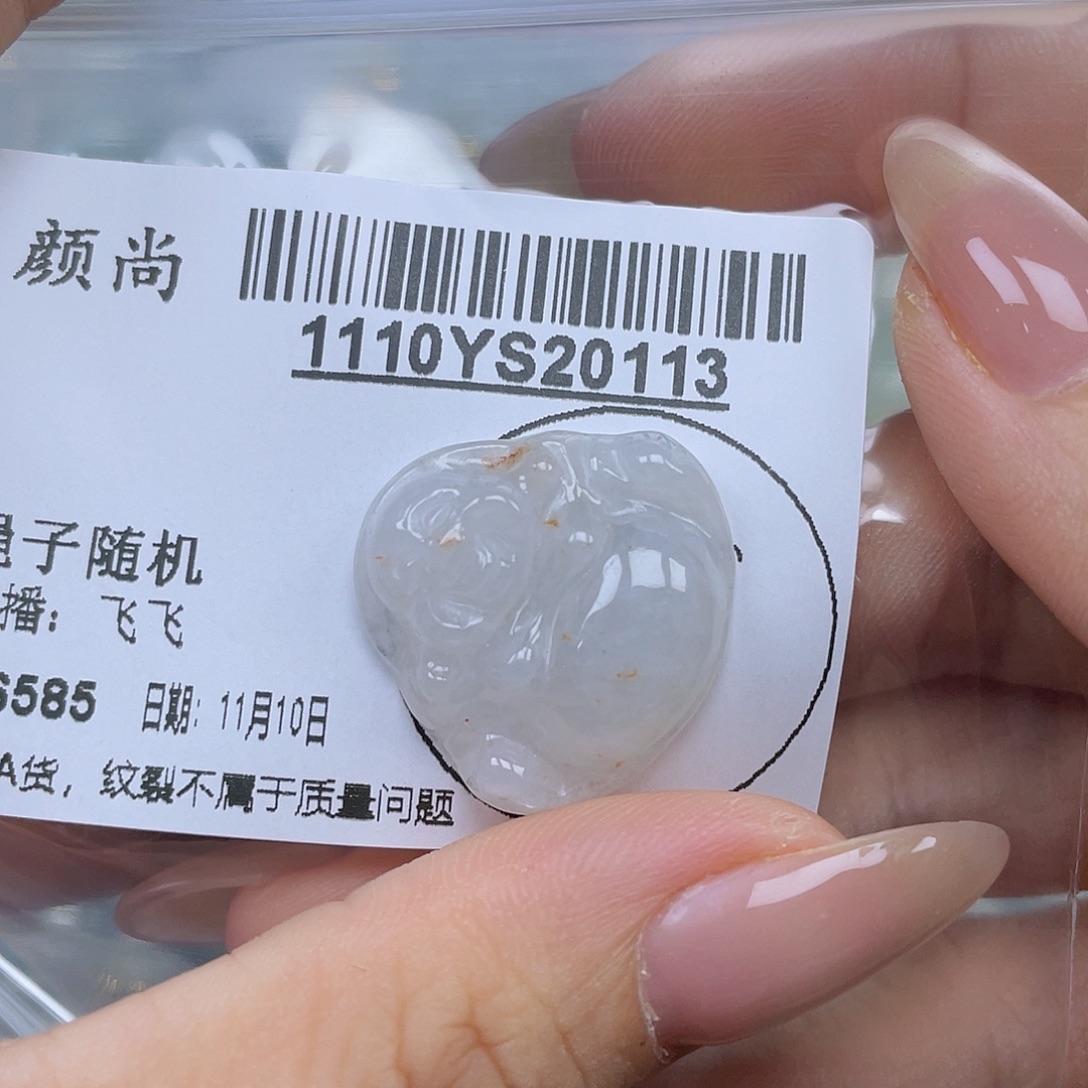 颜尚
1110YS20113
子随机
播：飞飞
6585 日期：11月10日
A货，纹裂不属于质量问题